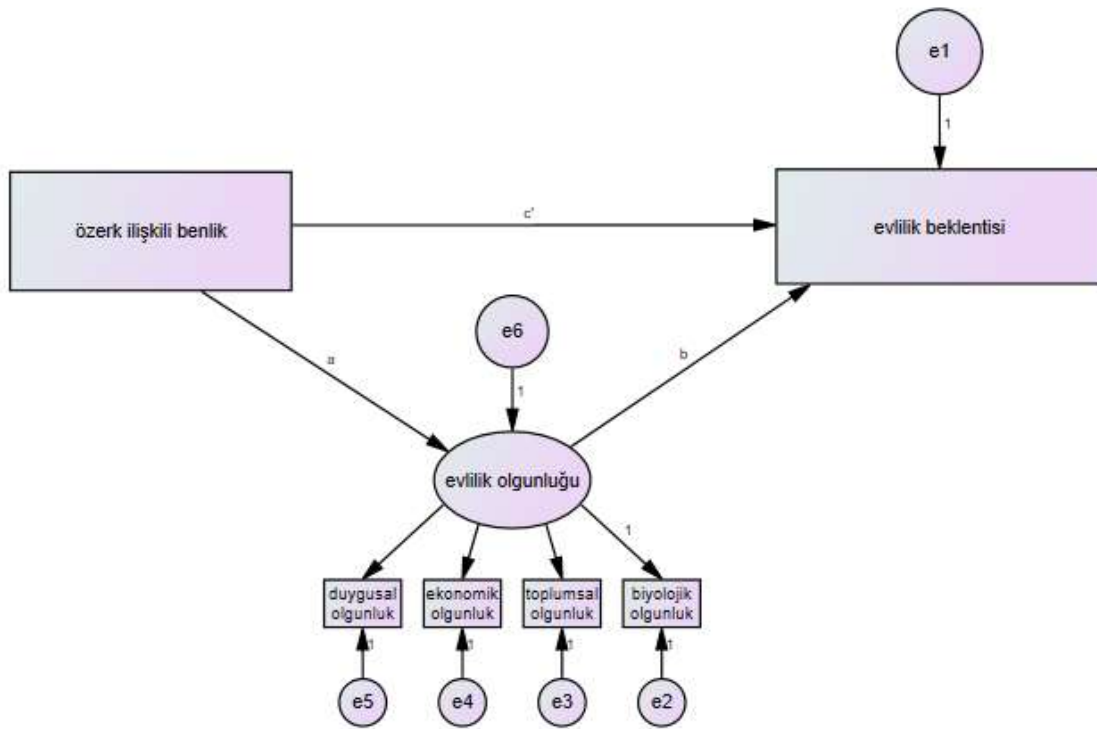 e1
1
özerk ilişkili benlik
c'
evlilik beklentisi
e6
a
b
1
evlilik olgunluğu
1
duygusal
olgunluk
ekonomik
olgunluk
toplumsal
olgunluk
biyolojik
olgunluk
1
1
1
1
e5
e4
e3
e2